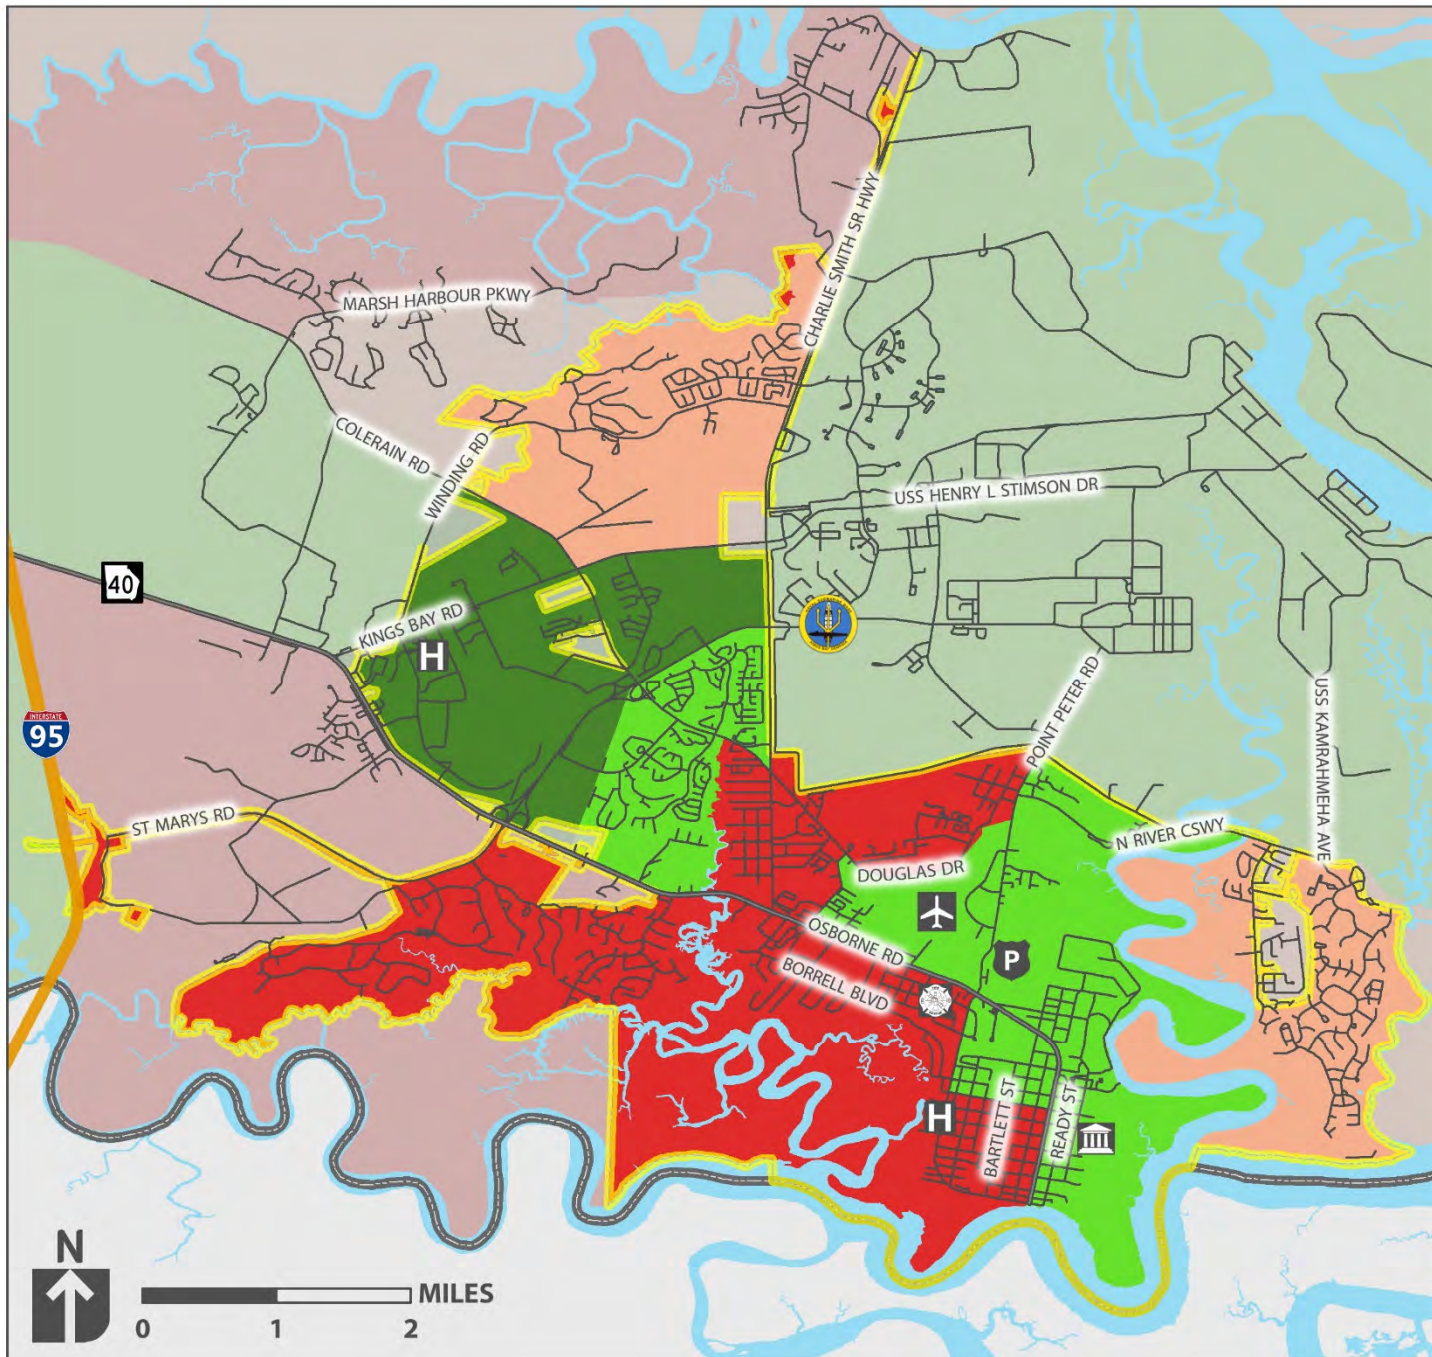 CHARLIE SMITH SR HWY
MARSH HARBOUR PKWY
COLERAIN RD
WINDING RD
USS HENRY L STIMSON DR
40
KINGS BAY RD
H
POINT PETER RD
USS KAMRAHMEHA AVE
INTERSTATE
95
ST MARYS RD
N RIVER CSWY
DOUGLAS DR
OSBORNE RD
P
BORRELL BLVD
H
BARTLETT ST
READY ST
N
MILES
0 1 2